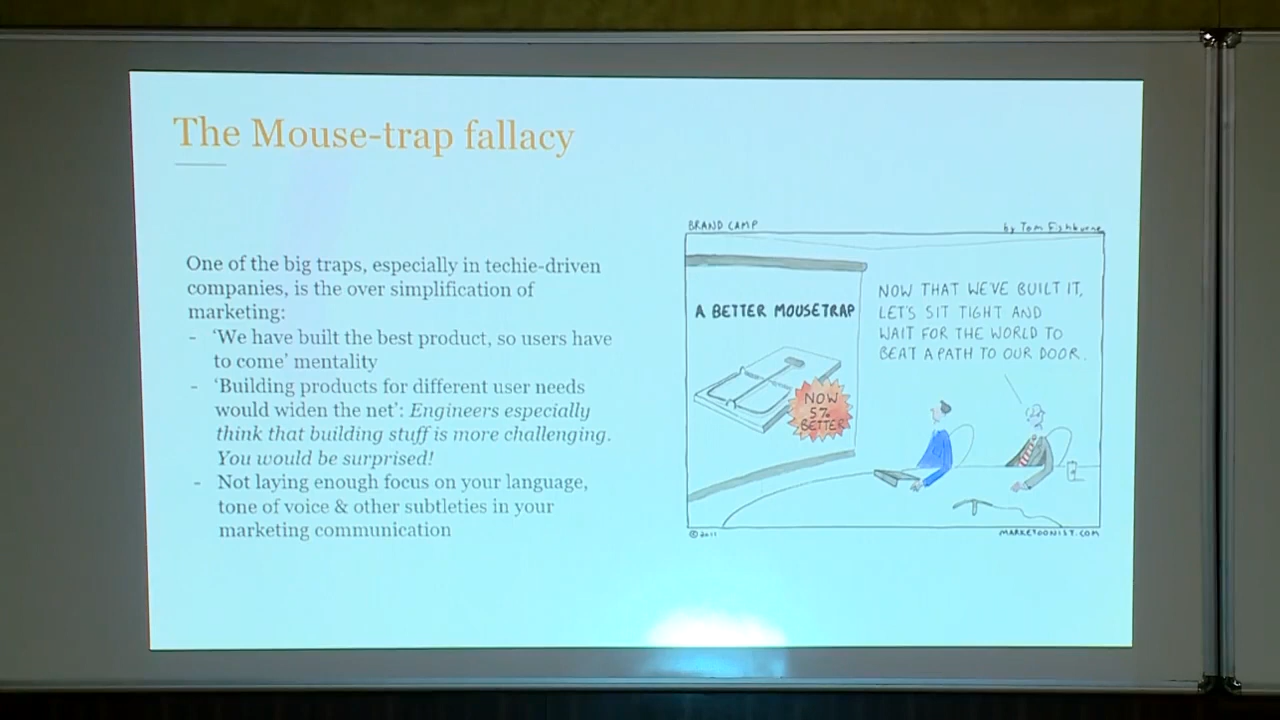 The Mouse-trap fallacy
One of the big traps, especially in techie-driven
companies, is the over simplification of
marketing:
- ‘We have built the best product, so users have
to come’ mentality
- ‘Building products for different user needs
would widen the net’: Engineers especially
think that building stuff is more challenging.
You would be surprised!
- Not laying enough focus on your language,
tone of voice & other subtleties in your
marketing communication
BRAND CAMP
by Tom Fishburne
A BETTER MOUSETRAP
NOW
5%
BETTER
NOW THAT WE'VE BUILT IT,
LET'S SIT TIGHT AND
WAIT FOR THE WORLD TO
BEAT A PATH TO OUR DOOR.
© 2011
MARKETOONIST.COM